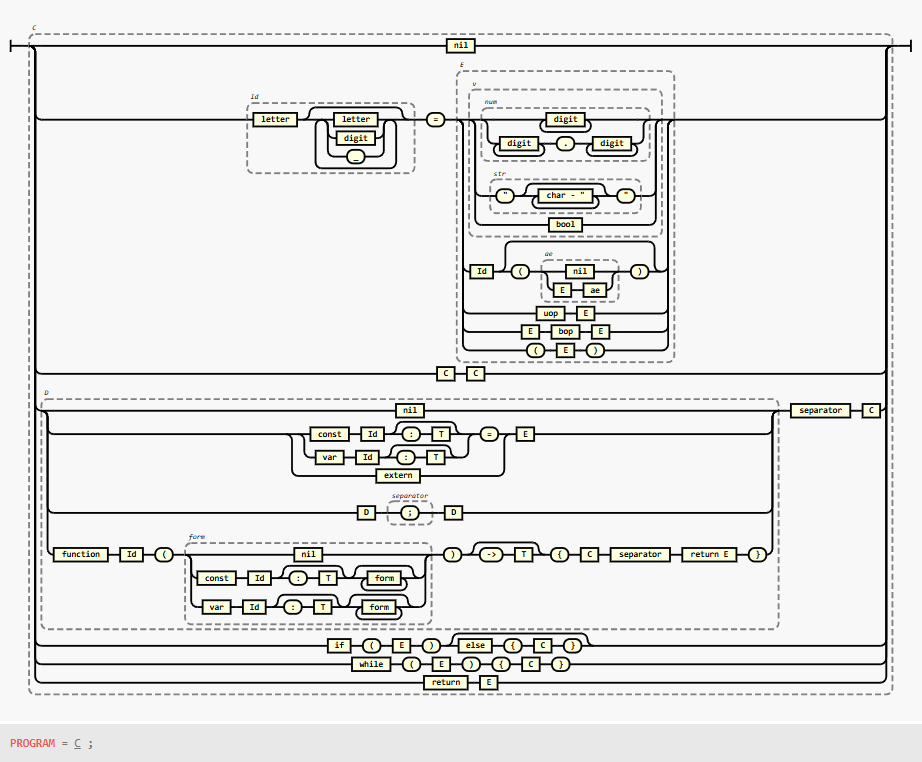 C
nil
E
v
id
num
letter letter = digit
digit digit . digit
_
str
" char - " "
bool
ae
Id ( nil )
E ae
uop E
E bop E
( E )
C C
D
nil separator C
const Id : T = E
var Id : T
extern
separator
D ; D
form
function Id ( nil ) -> T { C separator return E }
const Id : T form
var Id : T form
if ( E ) else { C }
while ( E ) { C }
return E
PROGRAM = C ;